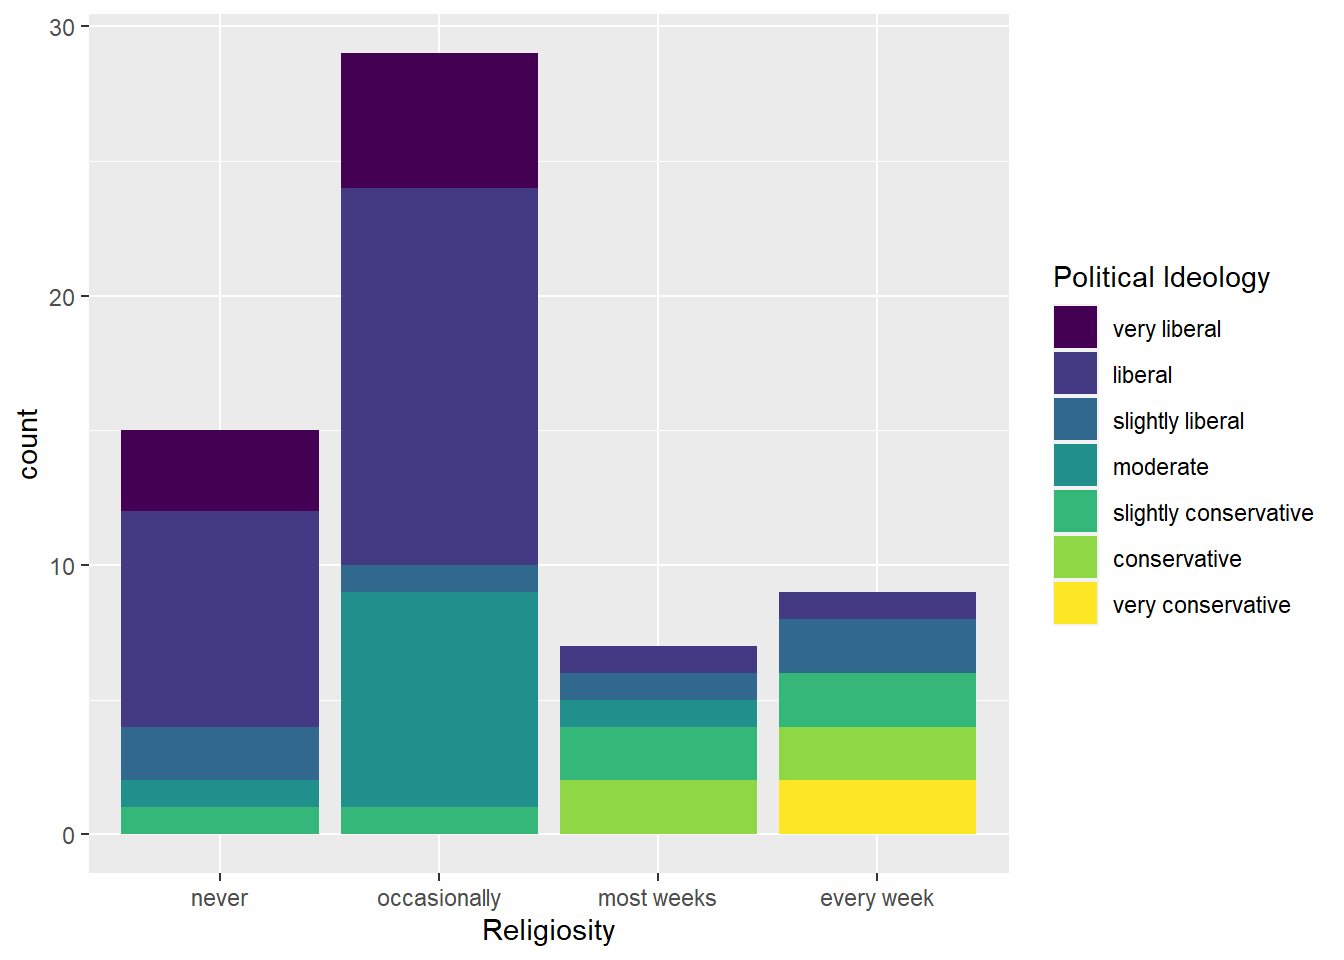 30
20
10
0
count
never
occasionally
most weeks
every week
Religiosity
Political Ideology
very liberal
liberal
slightly liberal
moderate
slightly conservative
conservative
very conservative